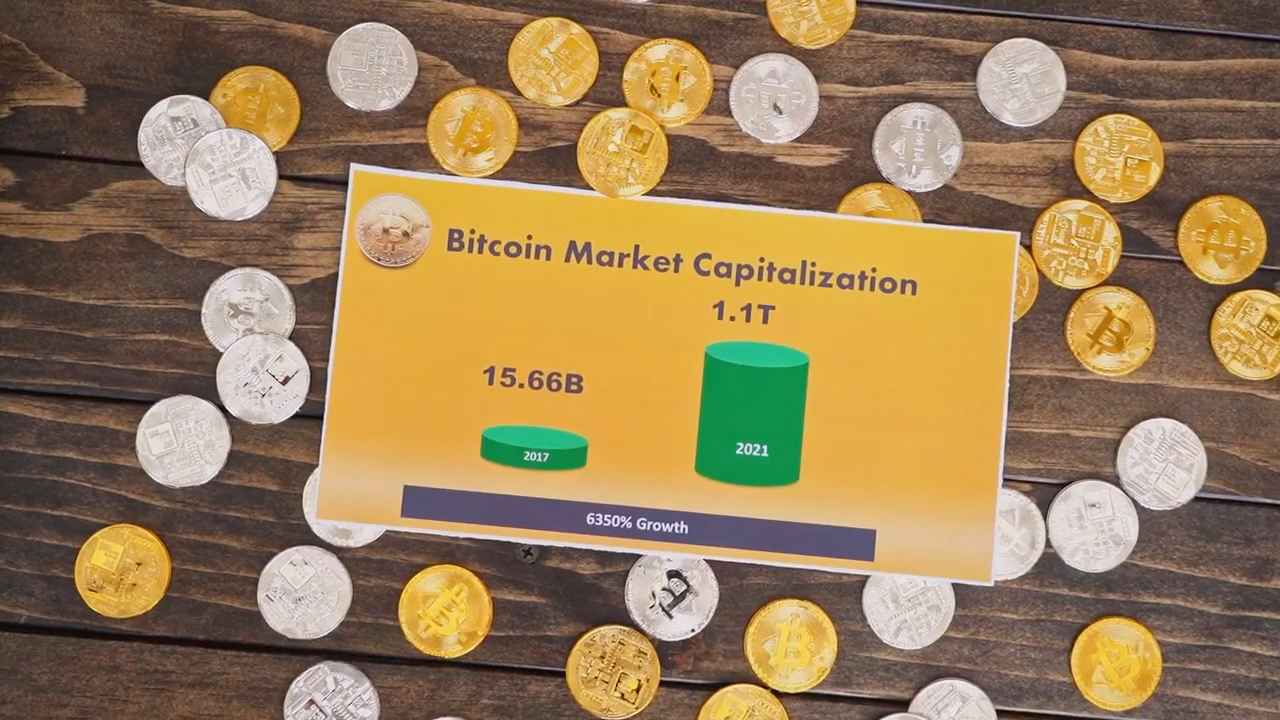 Bitcoin Market Capitalization
1.1T
15.66B
2021
2017
6350% Growth